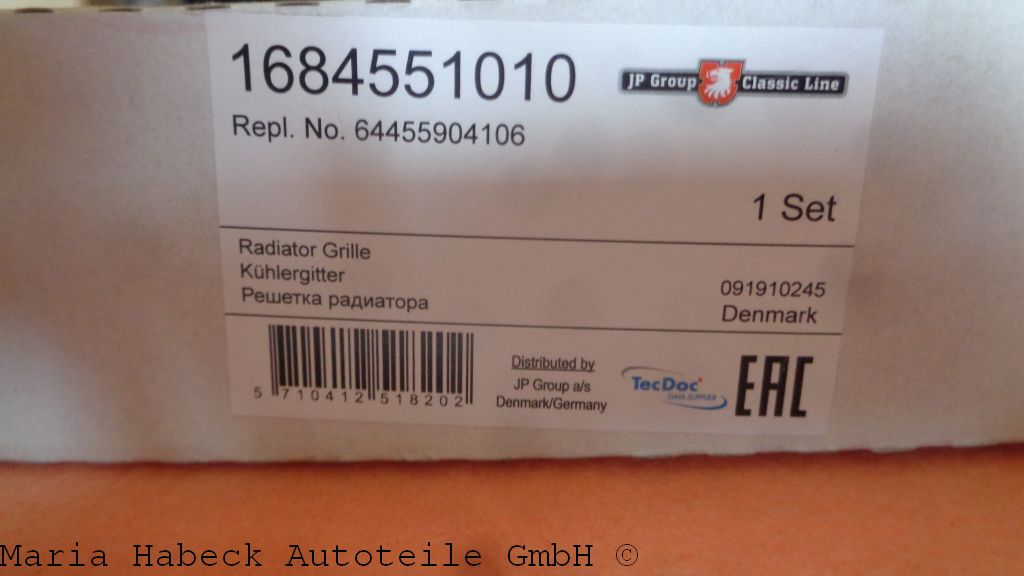 1684551010
JP Group Classic Line
Repl. No. 64455904106
1 Set
Radiator Grille
Kühlergitter
Решетка радиатора
091910245
Denmark
5 710412 518202
Distributed by
JP Group a/s
Denmark/Germany
TecDoc
DATA SUPPLIER
EAC
Maria Habeck Autoteile GmbH ©